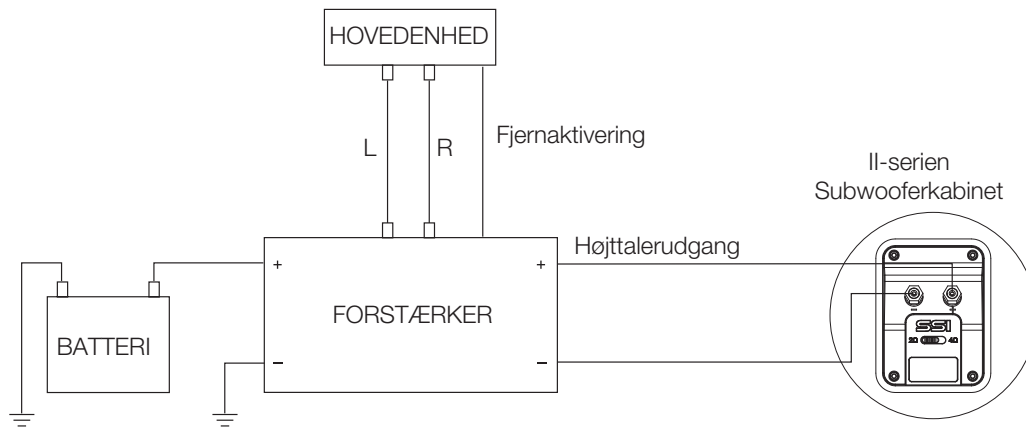 HOVEDENHED
L
R
Fjernaktivering
II-serien
Subwooferkabinet
Højttalerudgang
+
+
FORSTÆRKER
BATTERI
−
−
− +
SSI
2Ω 4Ω